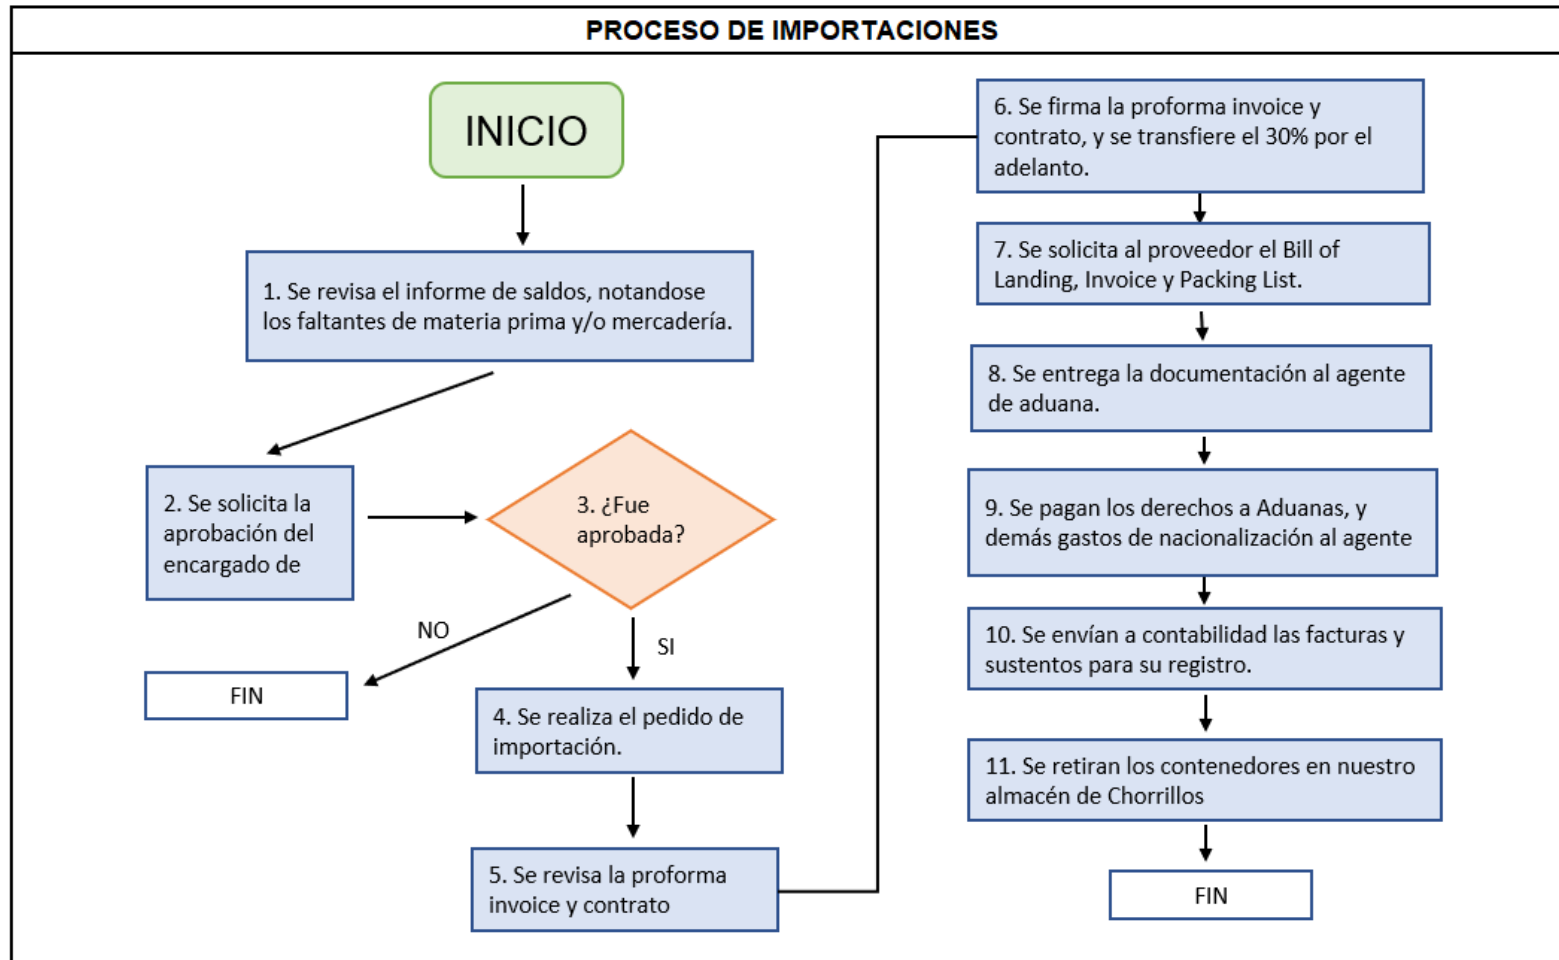 PROCESO DE IMPORTACIONES
INICIO
1. Se revisa el informe de saldos, notandose
los faltantes de materia prima y/o mercadería.
2. Se solicita la
aprobación del
encargado de
3. ¿Fue
aprobada?
NO
SI
FIN
4. Se realiza el pedido de
importación.
5. Se revisa la proforma
invoice y contrato
6. Se firma la proforma invoice y
contrato, y se transfiere el 30% por el
adelanto.
7. Se solicita al proveedor el Bill of
Landing, Invoice y Packing List.
8. Se entrega la documentación al agente
de aduana.
9. Se pagan los derechos a Aduanas, y
demás gastos de nacionalización al agente
10. Se envían a contabilidad las facturas y
sustentos para su registro.
11. Se retiran los contenedores en nuestro
almacén de Chorrillos
FIN